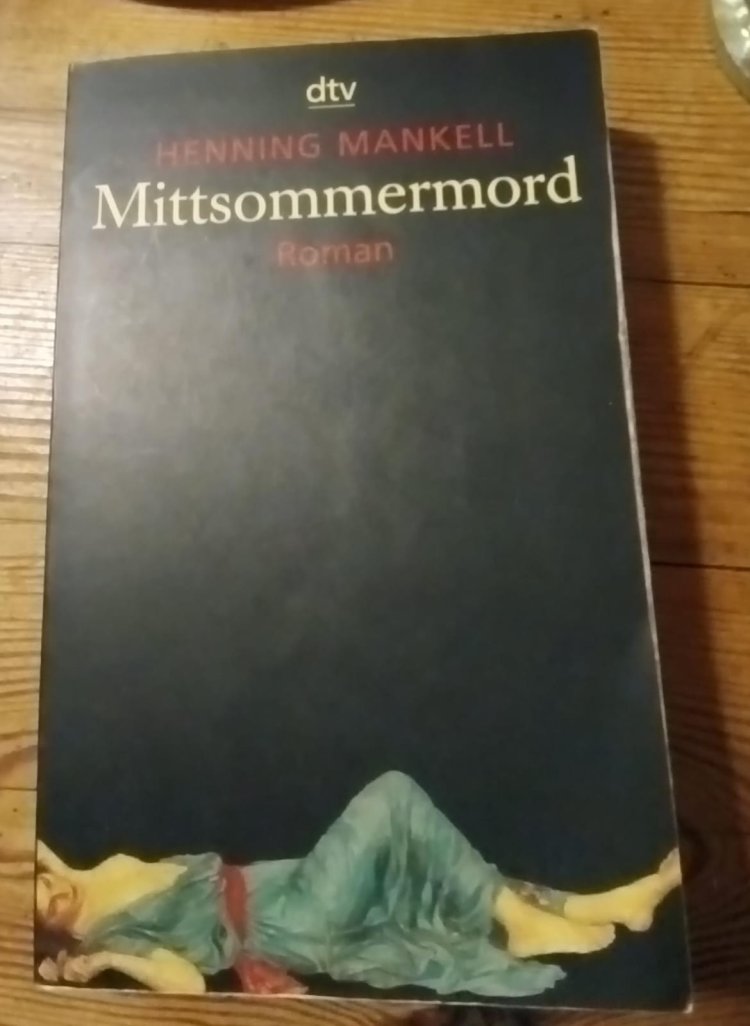 dtv
HENNING MANKELL
Mittsommermord
Roman